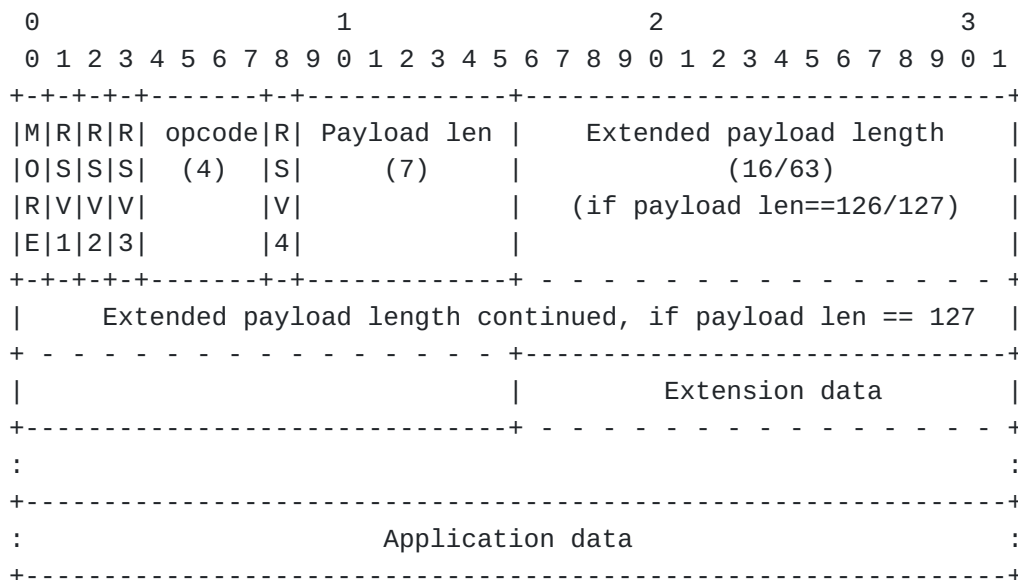 0                   1                   2                   3
 0 1 2 3 4 5 6 7 8 9 0 1 2 3 4 5 6 7 8 9 0 1 2 3 4 5 6 7 8 9 0 1
+-+-+-+-+-------+-+-------------+-------------------------------+
|M|R|R|R| opcode|R| Payload len |    Extended payload length    |
|O|S|S|S|  (4)  |S|     (7)     |             (16/63)           |
|R|V|V|V|       |V|             |   (if payload len==126/127)   |
|E|1|2|3|       |4|             |                               |
+-+-+-+-+-------+-+-------------+ - - - - - - - - - - - - - - - +
|     Extended payload length continued, if payload len == 127  |
+ - - - - - - - - - - - - - - - +-------------------------------+
|                               |         Extension data        |
+-------------------------------+ - - - - - - - - - - - - - - - +
:                                                               :
+---------------------------------------------------------------+
:                       Application data                        :
+---------------------------------------------------------------+